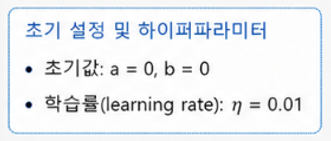 초기 설정 및 하이퍼파라미터
• 초기값: a = 0, b = 0
• 학습률(learning rate): η = 0.01